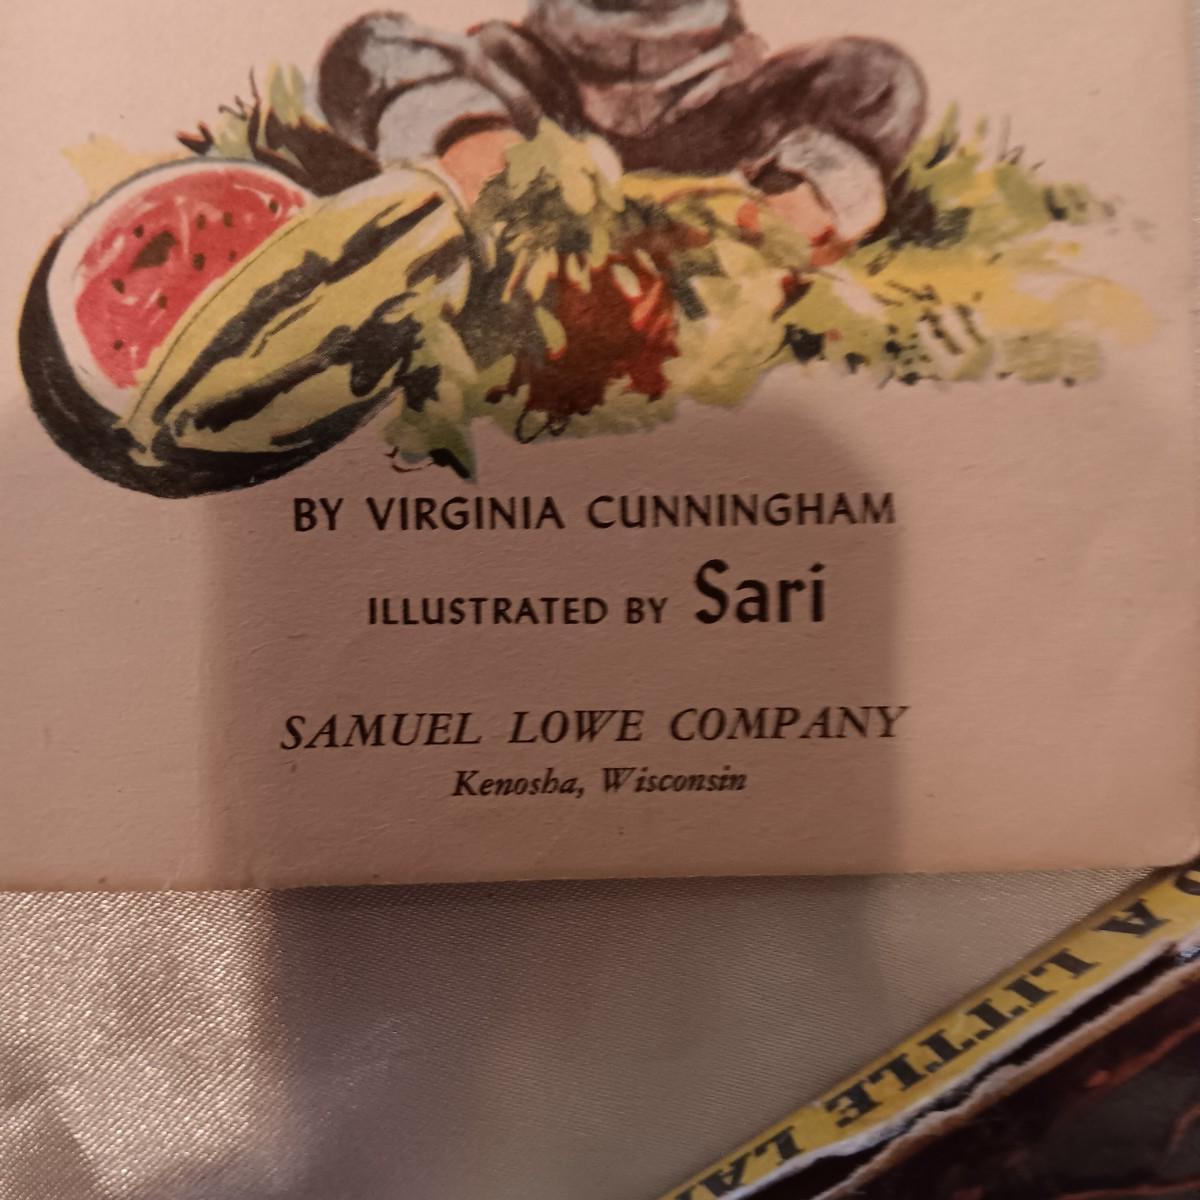 BY VIRGINIA CUNNINGHAM
ILLUSTRATED BY Sari
SAMUEL LOWE COMPANY
Kenosha, Wisconsin
A LITTLE